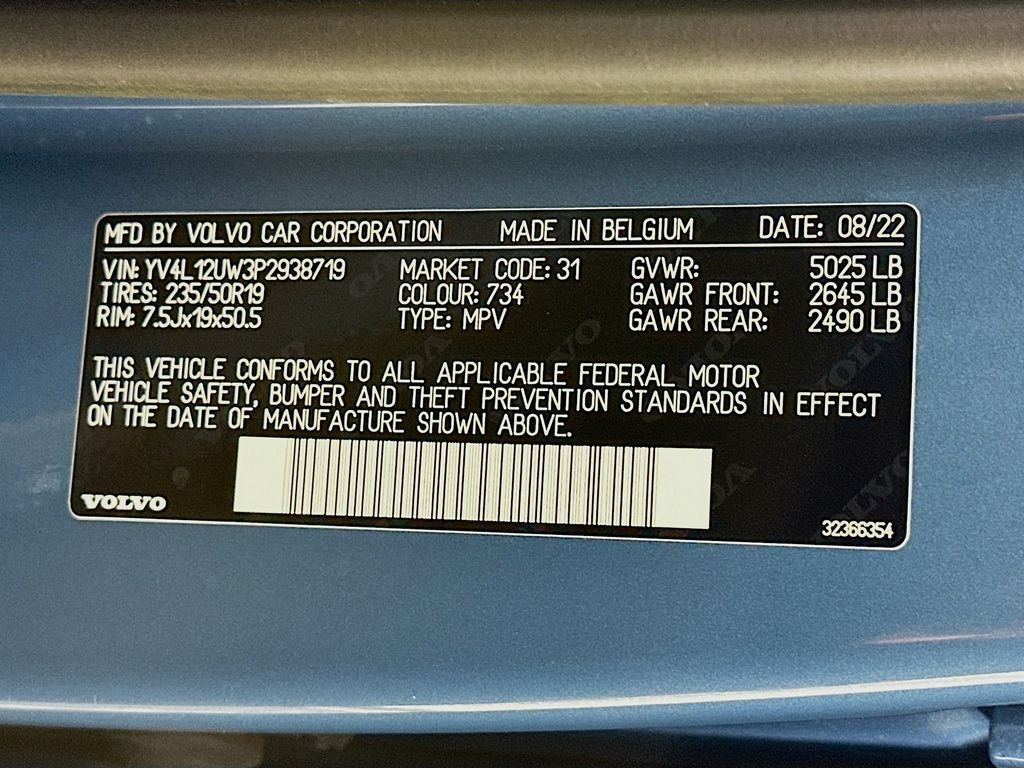 MFD BY VOLVO CAR CORPORATION MADE IN BELGIUM DATE: 08/22
VIN: YV4L12UW3P2938719 MARKET CODE: 31 GVWR: 5025 LB
TIRES: 235/50R19 COLOUR: 734 GAWR FRONT: 2645 LB
RIM: 7.5Jx19x50.5 TYPE: MPV GAWR REAR: 2490 LB
THIS VEHICLE CONFORMS TO ALL APPLICABLE FEDERAL MOTOR
VEHICLE SAFETY, BUMPER AND THEFT PREVENTION STANDARDS IN EFFECT
ON THE DATE OF MANUFACTURE SHOWN ABOVE.
VOLVO
32366354